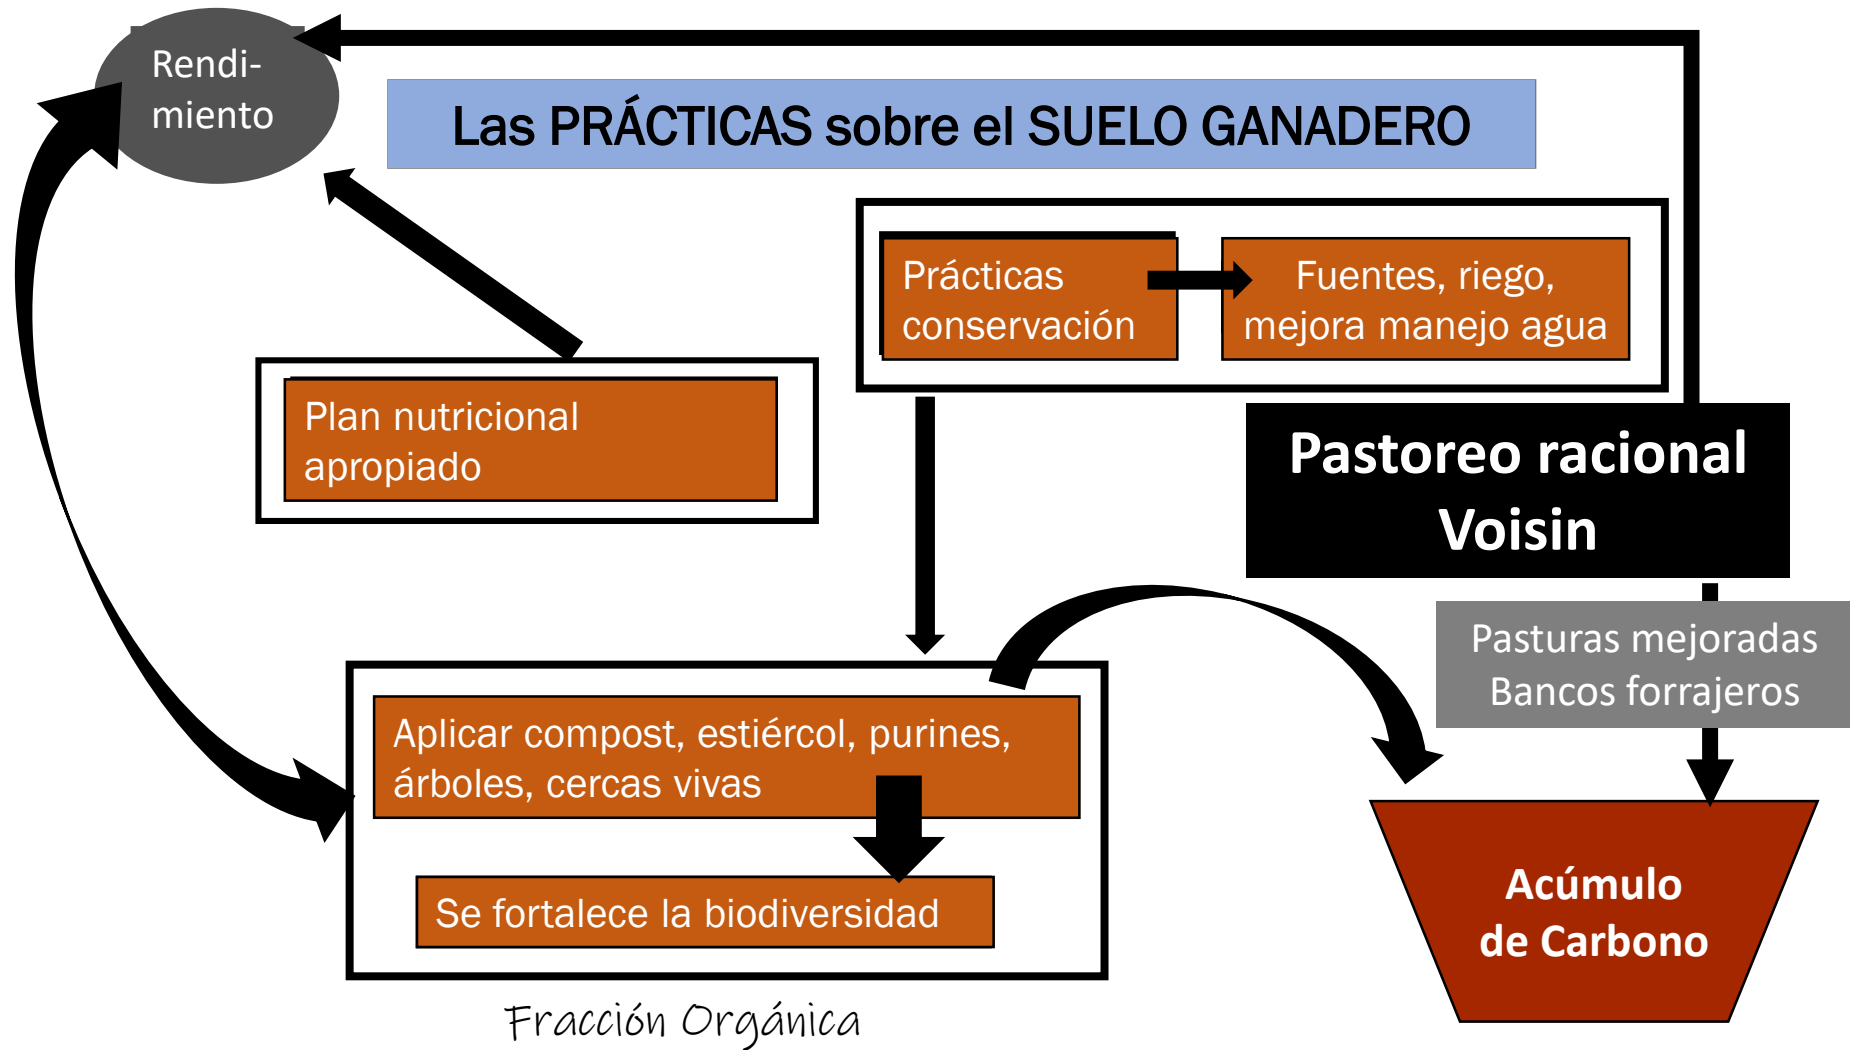 Rendi-
miento
Las PRÁCTICAS sobre el SUELO GANADERO
Prácticas
conservación
Fuentes, riego,
mejora manejo agua
Plan nutricional
apropiado
Pastoreo racional
Voisin
Pasturas mejoradas
Bancos forrajeros
Aplicar compost, estiércol, purines,
árboles, cercas vivas
Se fortalece la biodiversidad
Acúmulo
de Carbono
Fracción Orgánica